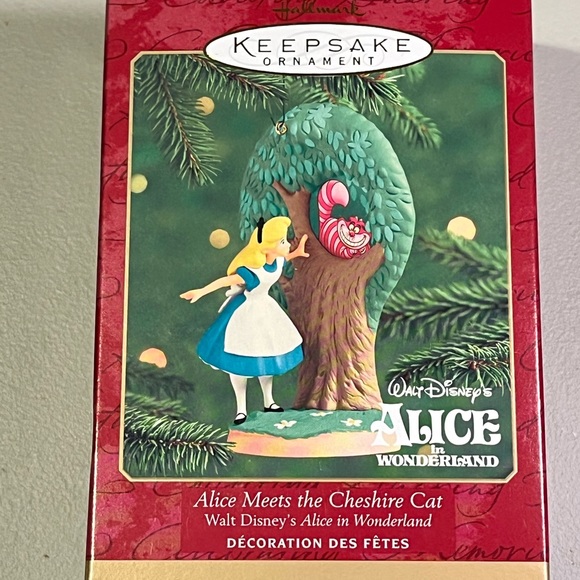 Hallmark
KEEPSAKE
ORNAMENT
WALT DISNEY'S
ALICE
in
WONDERLAND
Alice Meets the Cheshire Cat
Walt Disney's Alice in Wonderland
DÉCORATION DES FÊTES